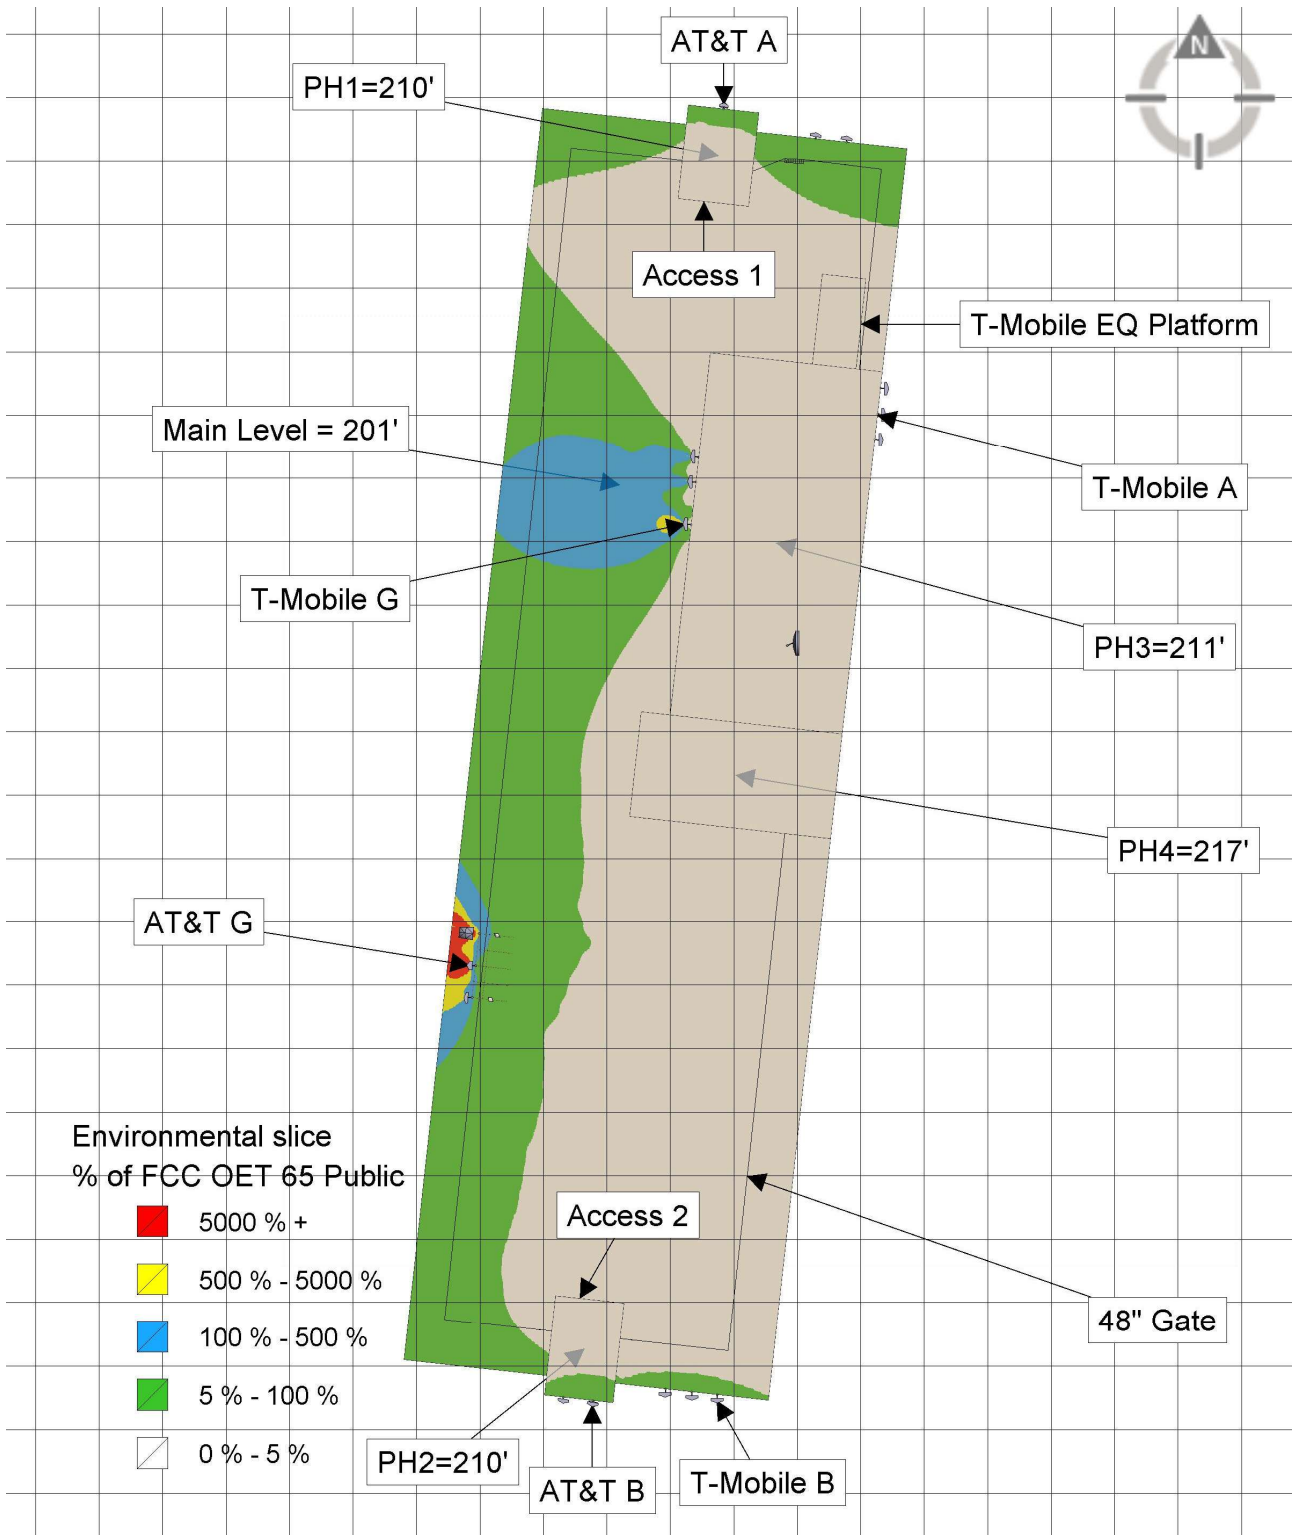 AT&T A
N
PH1=210'
Access 1
T-Mobile EQ Platform
Main Level = 201'
T-Mobile A
T-Mobile G
PH3=211'
PH4=217'
AT&T G
Environmental slice
% of FCC OET 65 Public
5000 % +
500 % - 5000 %
100 % - 500 %
5 % - 100 %
0 % - 5 %
Access 2
48" Gate
PH2=210'
AT&T B
T-Mobile B